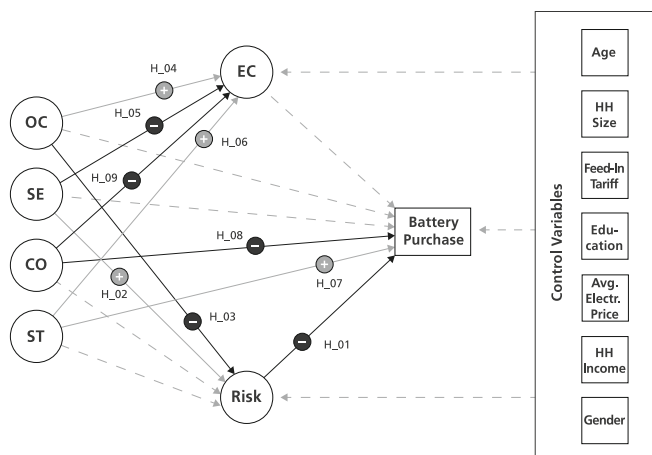 H_04
EC
H_05
H_06
OC
H_09
SE
H_08
Battery
Purchase
CO
H_02
H_07
ST
H_03
H_01
Risk
Control Variables
Age
HH
Size
Feed-In
Tariff
Edu-
cation
Avg.
Electr.
Price
HH
Income
Gender